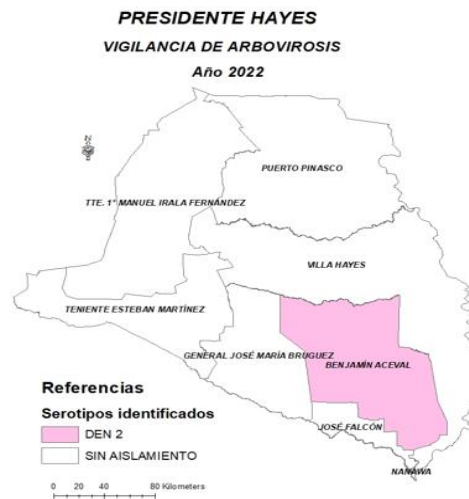 PRESIDENTE HAYES
VIGILANCIA DE ARBOVIROSIS
Año 2022
PUERTO PINASCO
TTE. 1° MANUEL IRALA FERNÁNDEZ
VILLA HAYES
TENIENTE ESTEBAN MARTÍNEZ
GENERAL JOSÉ MARÍA BRUGUEZ
BENJAMÍN ACEVAL
Referencias
Serotipos identificados
DEN 2
JOSÉ FALCÓN
SIN AISLAMIENTO
NANAWA
0 20 40 80 Kilometers